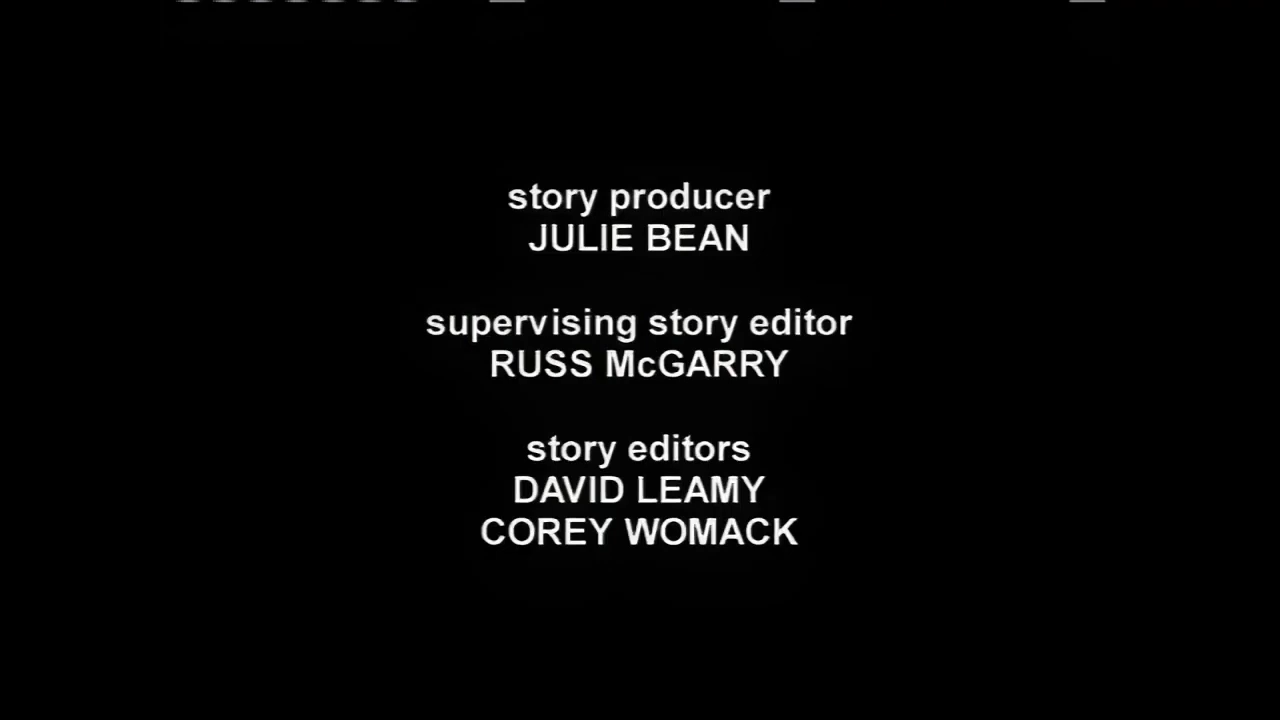 story producer
JULIE BEAN
supervising story editor
RUSS McGARRY
story editors
DAVID LEAMY
COREY WOMACK